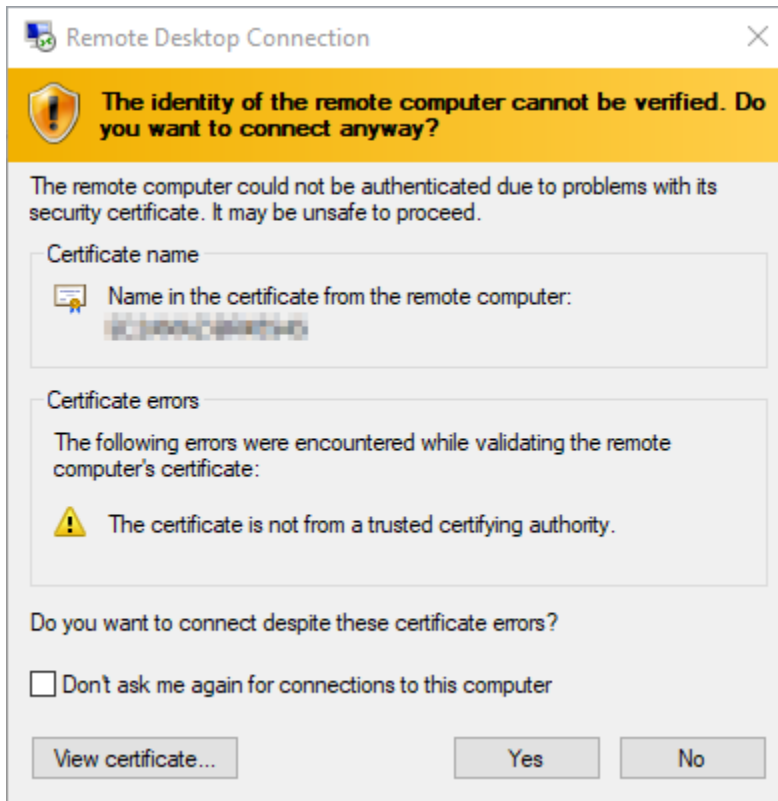 Remote Desktop Connection
The identity of the remote computer cannot be verified. Do
you want to connect anyway?
The remote computer could not be authenticated due to problems with its
security certificate. It may be unsafe to proceed.
Certificate name
Name in the certificate from the remote computer:
Certificate errors
The following errors were encountered while validating the remote
computer's certificate:
The certificate is not from a trusted certifying authority.
Do you want to connect despite these certificate errors?
Don't ask me again for connections to this computer
View certificate...
Yes
No